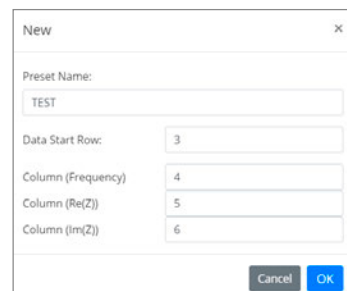 New ×
Preset Name:
TEST
Data Start Row: 3
Column (Frequency) 4
Column (Re(Z)) 5
Column (Im(Z)) 6
Cancel OK